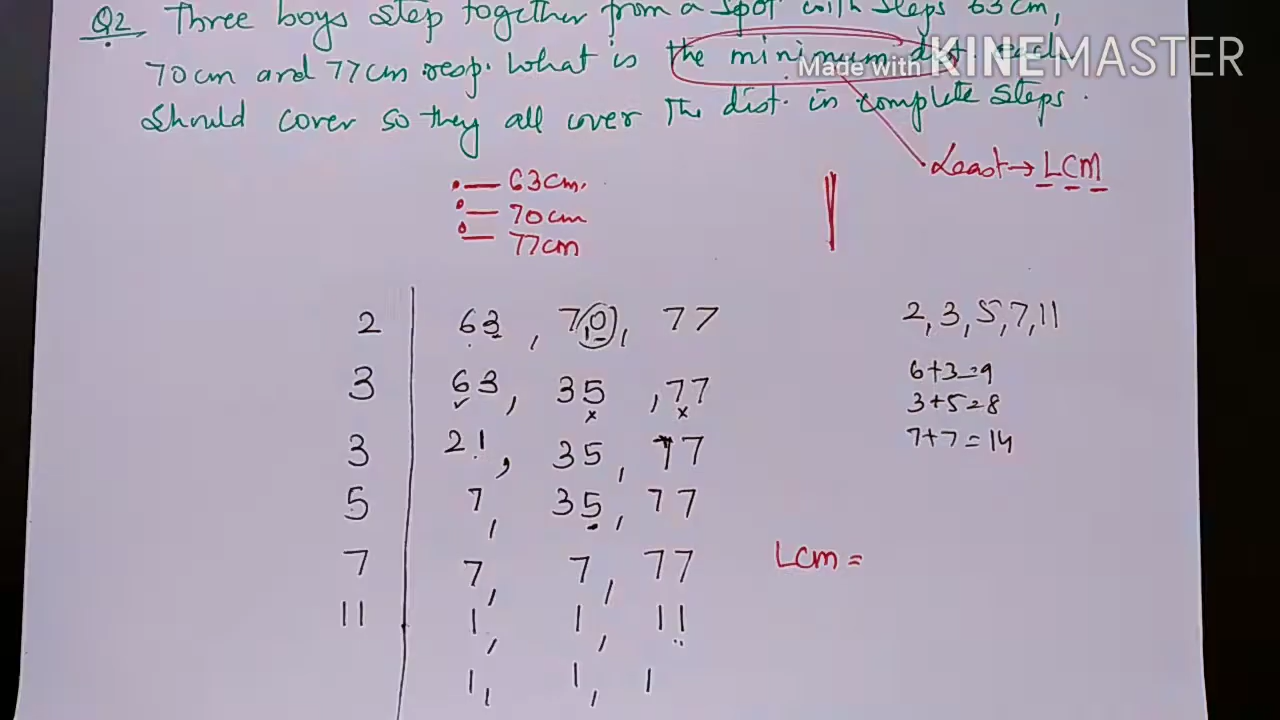 Q2. Three boys step together from a spot with steps 63cm,
70cm and 77cm resp. What is the minimum dist. each
should cover so they all cover the dist. in complete steps.
Made with KINEMASTER
Least → LCM
63cm.
70cm
77cm
2 63, 70, 77
3 63, 35, 77
3 21, 35, 77
5 7, 35, 77
7 7, 7, 77
11 1, 1, 11
1, 1, 1
2, 3, 5, 7, 11
6+3=9
3+5=8
7+7=14
LCM =